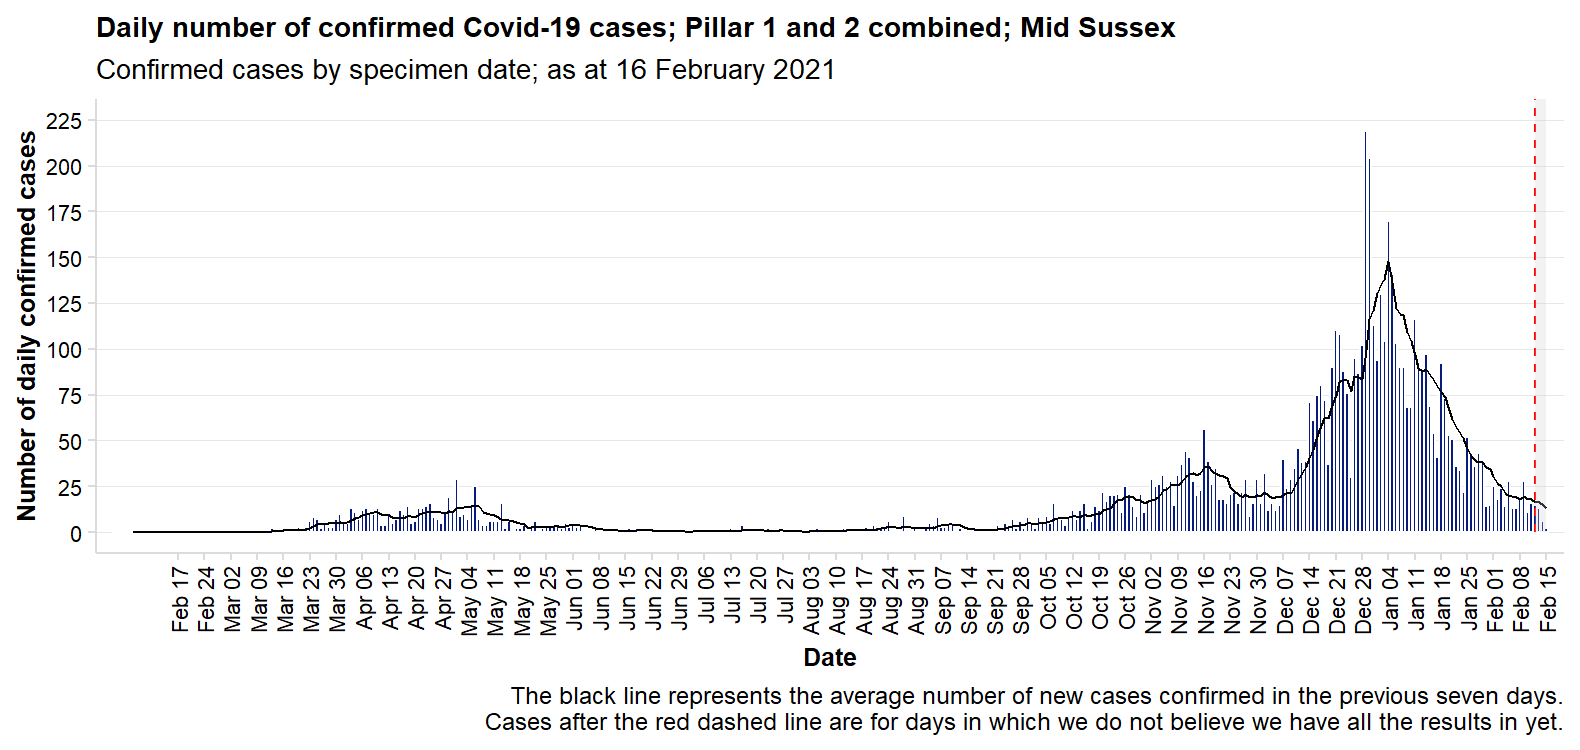 Daily number of confirmed Covid-19 cases; Pillar 1 and 2 combined; Mid Sussex
Confirmed cases by specimen date; as at 16 February 2021
Number of daily confirmed cases
225
200
175
150
125
100
75
50
25
0
Feb 17
Feb 24
Mar 02
Mar 09
Mar 16
Mar 23
Mar 30
Apr 06
Apr 13
Apr 20
Apr 27
May 04
May 11
May 18
May 25
Jun 01
Jun 08
Jun 15
Jun 22
Jun 29
Jul 06
Jul 13
Jul 20
Jul 27
Aug 03
Aug 10
Aug 17
Aug 24
Aug 31
Sep 07
Sep 14
Sep 21
Sep 28
Oct 05
Oct 12
Oct 19
Oct 26
Nov 02
Nov 09
Nov 16
Nov 23
Nov 30
Dec 07
Dec 14
Dec 21
Dec 28
Jan 04
Jan 11
Jan 18
Jan 25
Feb 01
Feb 08
Feb 15
Date
The black line represents the average number of new cases confirmed in the previous seven days.
Cases after the red dashed line are for days in which we do not believe we have all the results in yet.